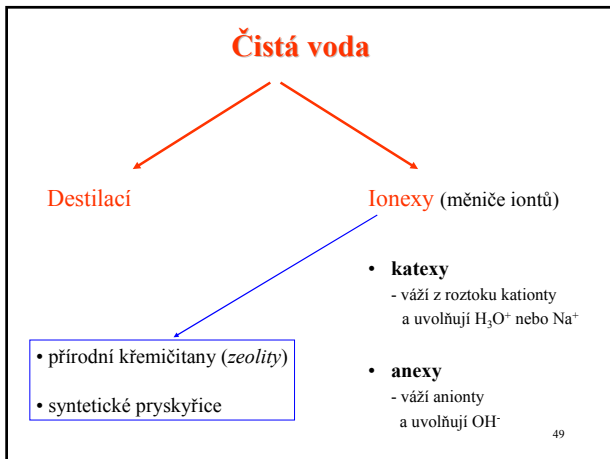 Čistá voda
Destilací
Ionexy (měniče iontů)
• katexy
- váží z roztoku kationty
a uvolňují H₃O⁺ nebo Na⁺
• přírodní křemičitany (zeolity)
• syntetické pryskyřice
• anexy
- váží anionty
a uvolňují OH⁻
49